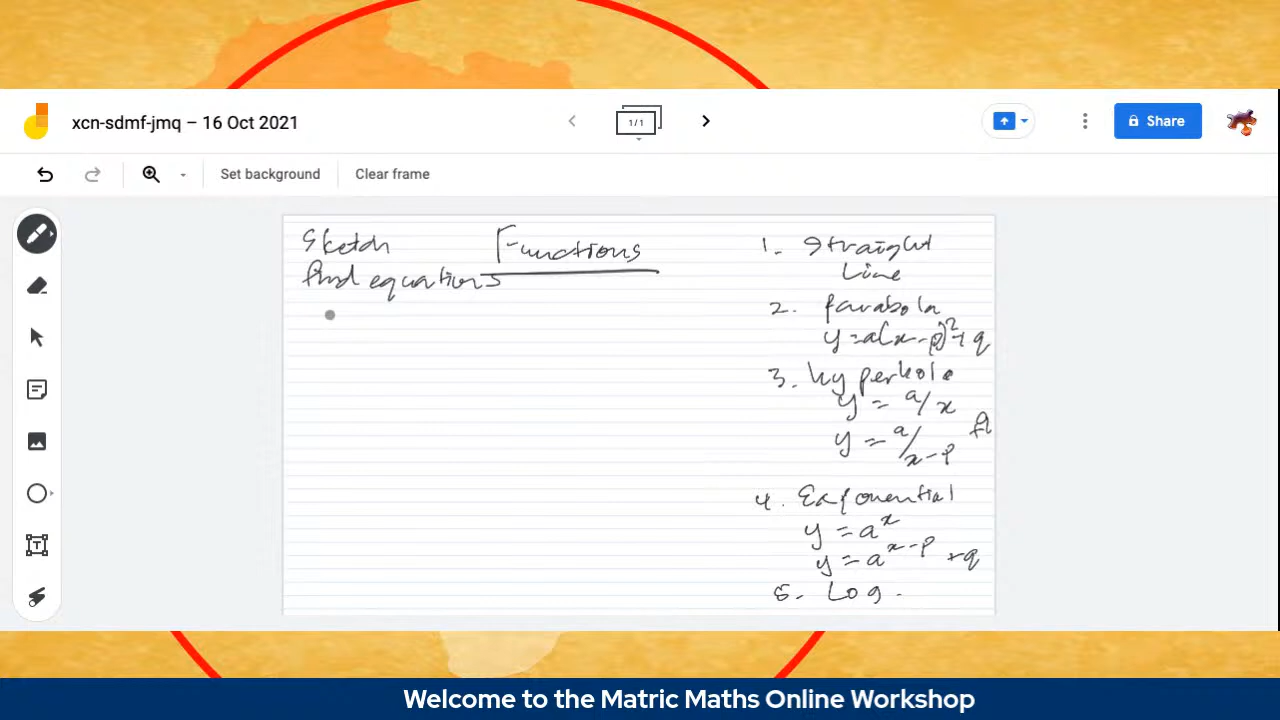 xcn-sdmf-jmq – 16 Oct 2021
1/1
Share
Set background
Clear frame
Sketch
find equations
Functions
1. Straight
Line
2. parabola
y = a(x - p)² + q
3. hyperbola
y = a/x
y = a/x-p + q
4. Exponential
y = a^x
y = a^x-p + q
5. Log.
Welcome to the Matric Maths Online Workshop